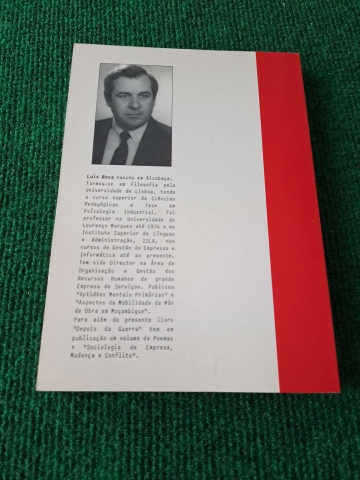 Luís Rosa nasceu em Alcobaça.
Formou-se em Filosofia pela
Universidade de Lisboa, tendo
o curso superior de Ciências
Pedagógicas e Tese em
Psicologia Industrial. Foi
professor na Universidade de
Lourenço Marques até 1974 e no
Instituto Superior de Línguas
e Administração, ISLA, nos
cursos de Gestão de Empresas e
Informática até ao presente.
Tem sido Director na Área de
Organização e Gestão dos
Recursos Humanos de grande
Empresa de Serviços. Publicou
"Aptidões Mentais Primárias" e
"Aspectos da Mobilidade da Mão
de Obra em Moçambique".
Para além do presente livro
"Depois da Guerra" tem em
publicação um volume de Poemas
e "Sociologia de Empresa,
Mudança e Conflito".